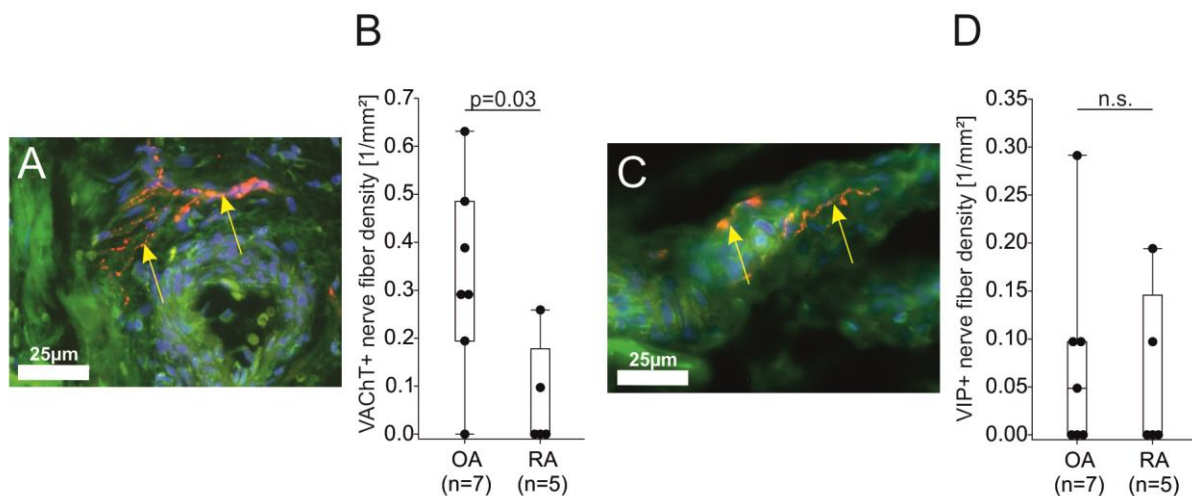 A
25µm
B
VAChT+ nerve fiber density [1/mm²]
0.7
0.6
0.5
0.4
0.3
0.2
0.1
0.0
p=0.03
OA
(n=7)
RA
(n=5)
C
25µm
D
VIP+ nerve fiber density [1/mm²]
0.35
0.30
0.25
0.20
0.15
0.10
0.05
0.00
n.s.
OA
(n=7)
RA
(n=5)